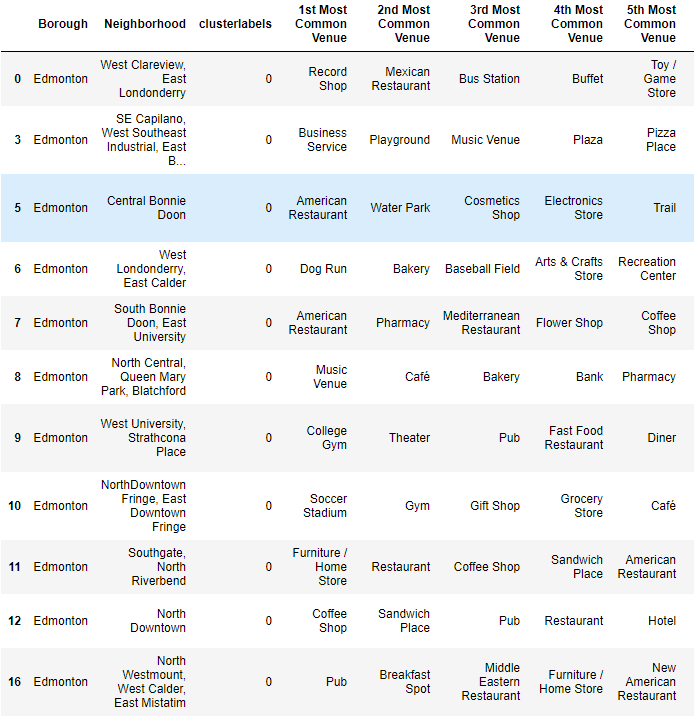 Borough Neighborhood clusterlabels 1st Most Common Venue 2nd Most Common Venue 3rd Most Common Venue 4th Most Common Venue 5th Most Common Venue
0 Edmonton West Clareview, East Londonderry 0 Record Shop Mexican Restaurant Bus Station Buffet Toy / Game Store
3 Edmonton SE Capilano, West Southeast Industrial, East B... 0 Business Service Playground Music Venue Plaza Pizza Place
5 Edmonton Central Bonnie Doon 0 American Restaurant Water Park Cosmetics Shop Electronics Store Trail
6 Edmonton West Londonderry, East Calder 0 Dog Run Bakery Baseball Field Arts & Crafts Store Recreation Center
7 Edmonton South Bonnie Doon, East University 0 American Restaurant Pharmacy Mediterranean Restaurant Flower Shop Coffee Shop
8 Edmonton North Central, Queen Mary Park, Blatchford 0 Music Venue Café Bakery Bank Pharmacy
9 Edmonton West University, Strathcona Place 0 College Gym Theater Pub Fast Food Restaurant Diner
10 Edmonton NorthDowntown Fringe, East Downtown Fringe 0 Soccer Stadium Gym Gift Shop Grocery Store Café
11 Edmonton Southgate, North Riverbend 0 Furniture / Home Store Restaurant Coffee Shop Sandwich Place American Restaurant
12 Edmonton North Downtown 0 Coffee Shop Sandwich Place Pub Restaurant Hotel
16 Edmonton North Westmount, West Calder, East Mistatim 0 Pub Breakfast Spot Middle Eastern Restaurant Furniture / Home Store New American Restaurant